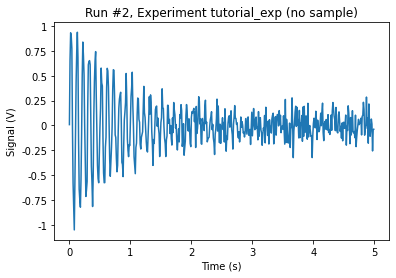 Run #2, Experiment tutorial_exp (no sample)
1
0.75
0.5
0.25
0
-0.25
-0.5
-0.75
-1
Signal (V)
0 1 2 3 4 5
Time (s)